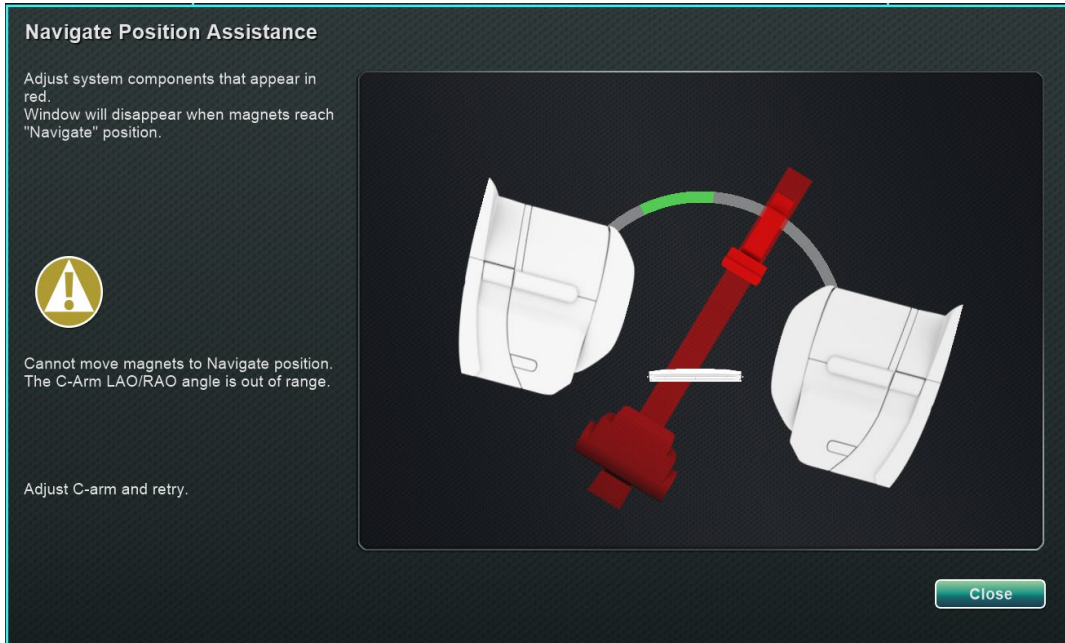 Navigate Position Assistance
Adjust system components that appear in
red.
Window will disappear when magnets reach
"Navigate" position.
Cannot move magnets to Navigate position.
The C-Arm LAO/RAO angle is out of range.
Adjust C-arm and retry.
Close